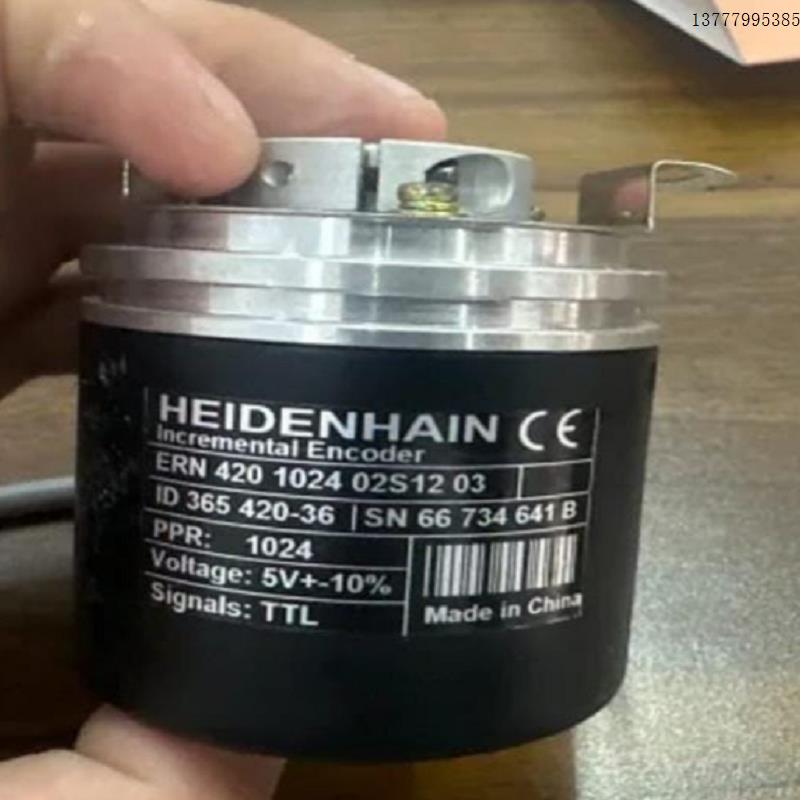 13777995385
HEIDENHAIN CE
Incremental Encoder
ERN 420 1024 02S12 03
ID 365 420-36 SN 66 734 641 B
PPR: 1024
Voltage: 5V+-10%
Signals: TTL
Made in China